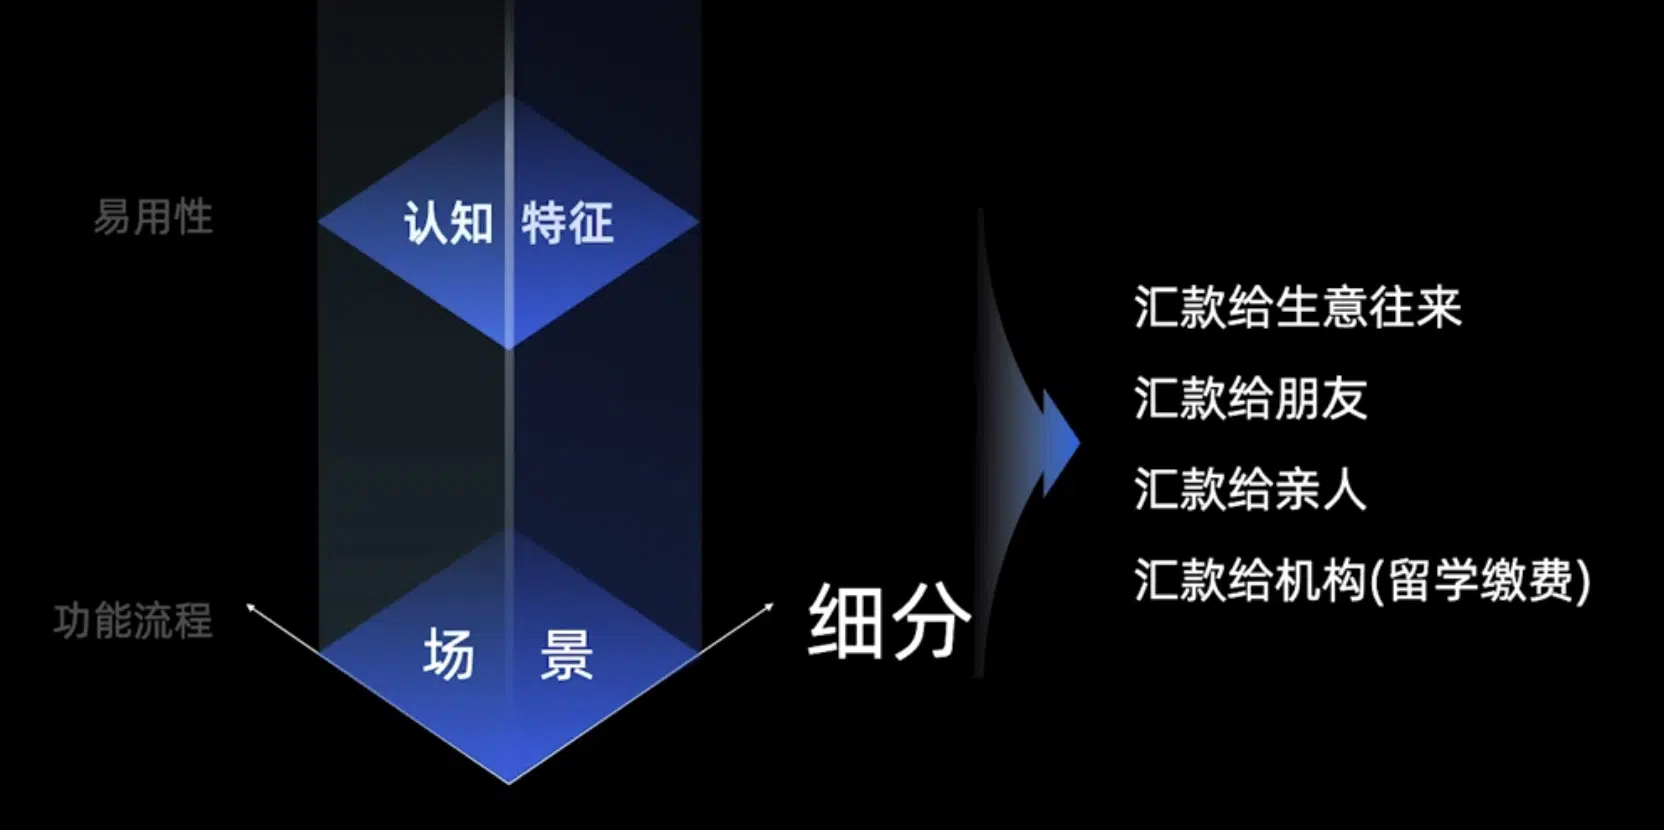 易用性
认知 特征
功能流程
场 景
细分
汇款给生意往来
汇款给朋友
汇款给亲人
汇款给机构(留学缴费)